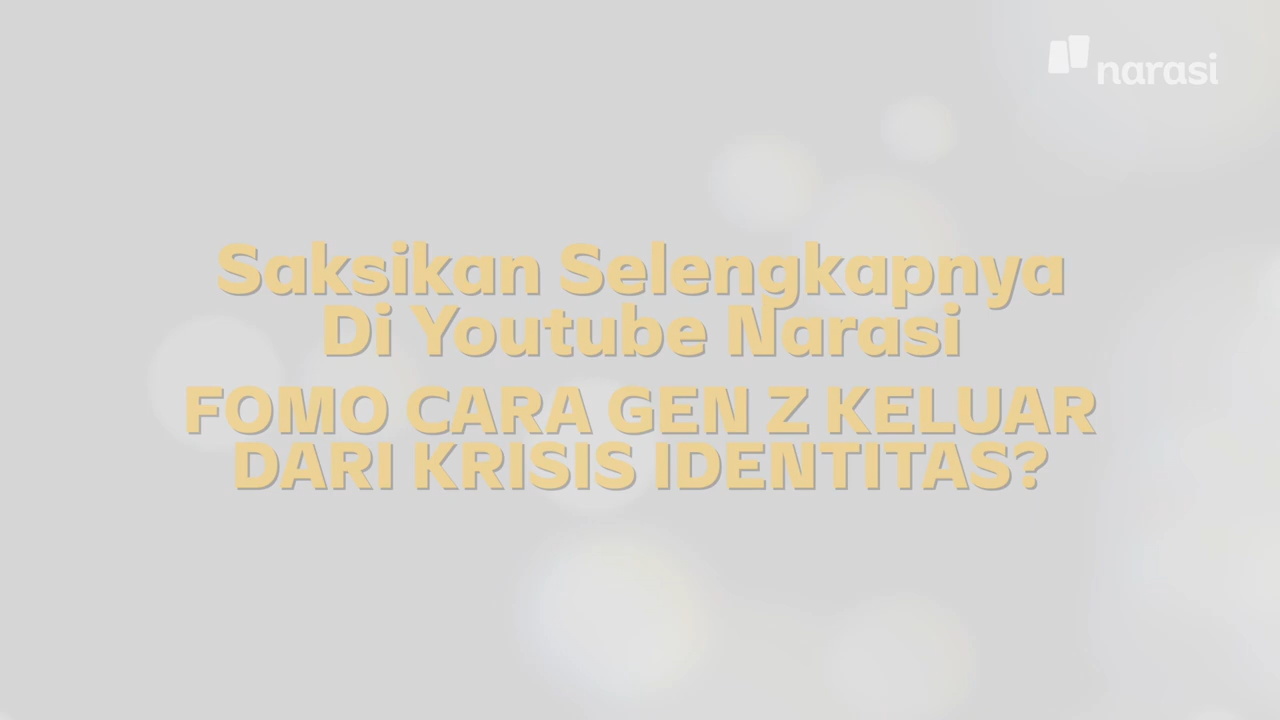 narasi
Saksikan Selengkapnya
Di Youtube Narasi
FOMO CARA GEN Z KELUAR
DARI KRISIS IDENTITAS?